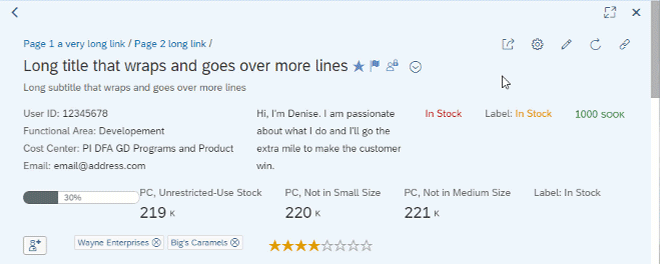 Page 1 a very long link / Page 2 long link /
Long title that wraps and goes over more lines
Long subtitle that wraps and goes over more lines
User ID: 12345678
Functional Area: Developement
Cost Center: PI DFA GD Programs and Product
Email: email@address.com
Hi, I'm Denise. I am passionate
about what I do and I'll go the
extra mile to make the customer
win.
In Stock
Label: In Stock
1000 SOOK
30%
PC, Unrestricted-Use Stock
219 K
PC, Not in Small Size
220 K
PC, Not in Medium Size
221 K
Label: In Stock
Wayne Enterprises
Big's Caramels